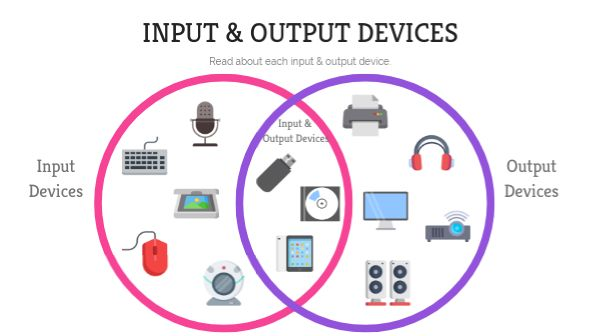 INPUT & OUTPUT DEVICES
Read about each input & output device.
Input &
Output Devices
Input
Devices
Output
Devices